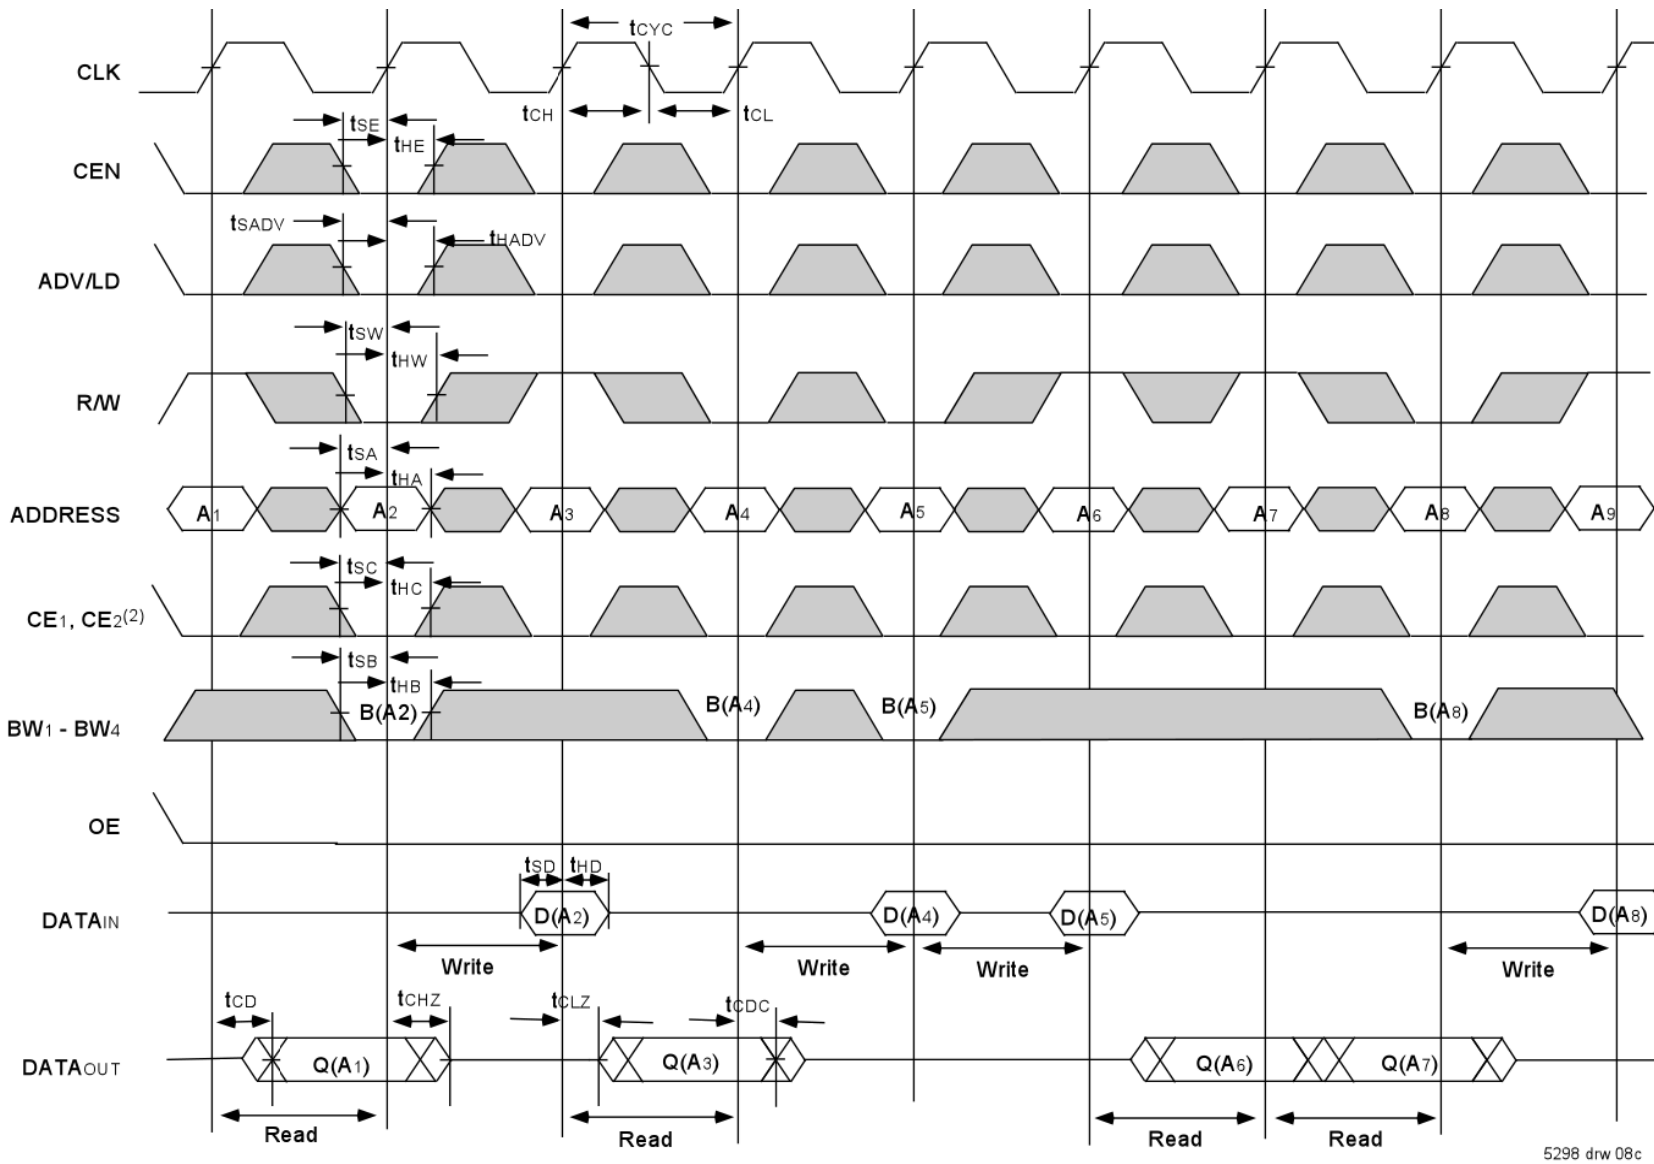 tCYC
CLK
tCH tCL
tSE
tHE
CEN
tSADV tHADV
ADV/LD
tSW
tHW
R/W
tSA
tHA
ADDRESS A1 A2 A3 A4 A5 A6 A7 A8 A9
tSC
tHC
CE1, CE2(2)
tSB
tHB
BW1 - BW4 B(A2) B(A4) B(A5) B(A8)
OE
tSD tHD
DATAIN D(A2) D(A4) D(A5) D(A8)
Write Write Write Write
tCD tCHZ tCLZ tCDC
DATAOUT Q(A1) Q(A3) Q(A6) Q(A7)
Read Read Read Read
5298 drw 08c